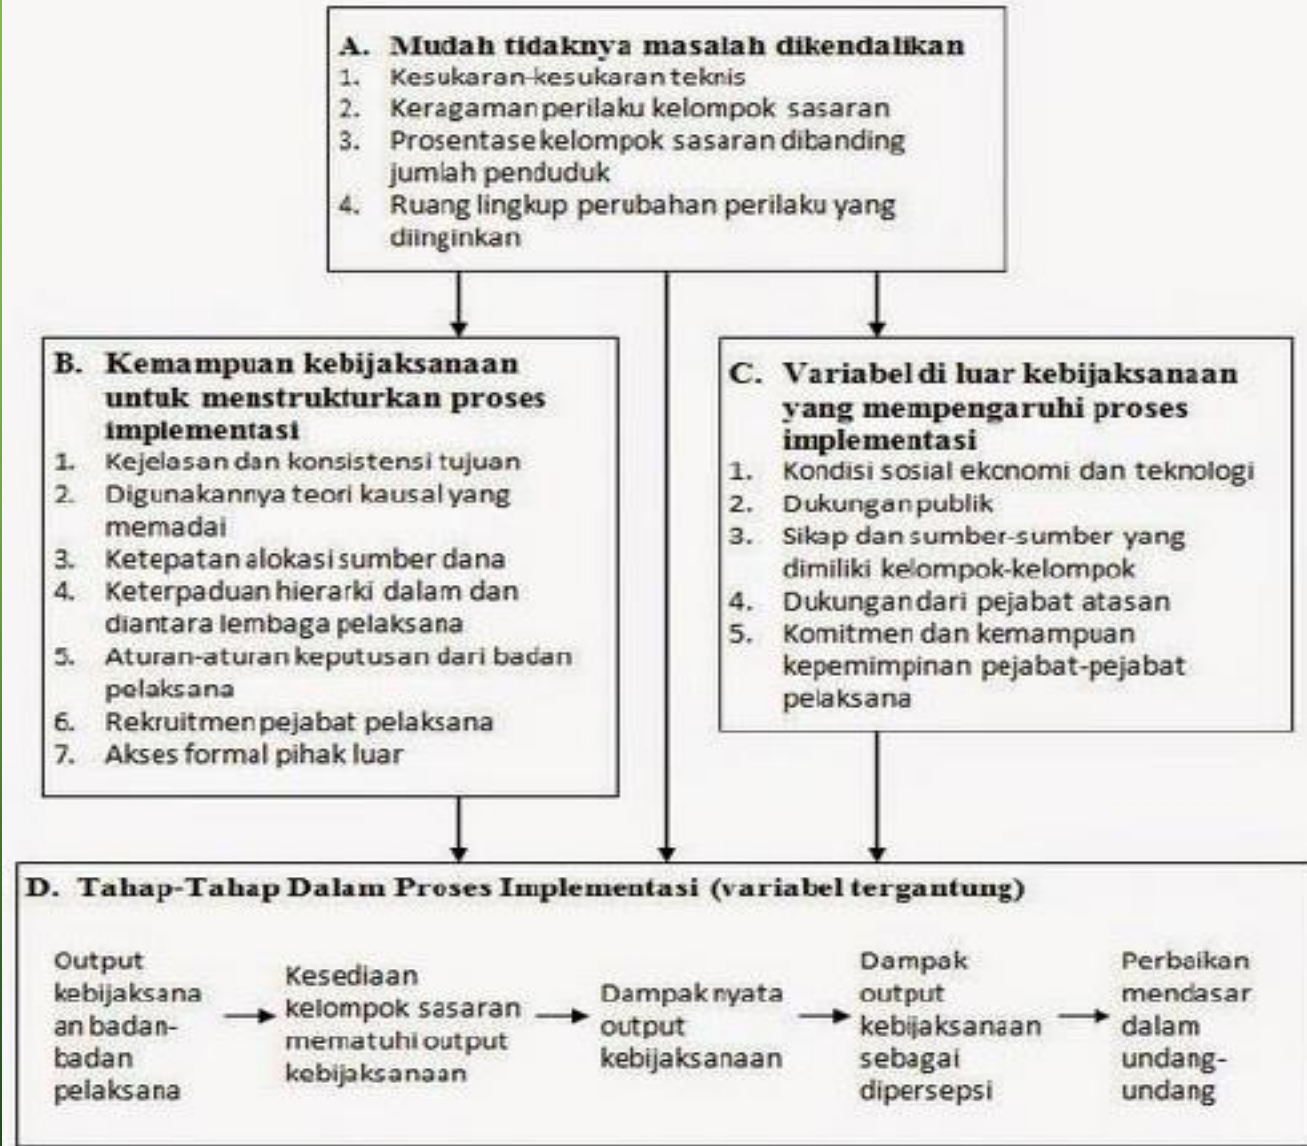 A. Mudah tidaknya masalah dikendalikan
1. Kesukaran-kesukaran teknis
2. Keragaman perilaku kelompok sasaran
3. Prosentase kelompok sasaran dibanding
jumlah penduduk
4. Ruang lingkup perubahan perilaku yang
diinginkan
B. Kemampuan kebijaksanaan
untuk menstrukturkan proses
implementasi
1. Kejelasan dan konsistensi tujuan
2. Digunakannya teori kausal yang
memadai
3. Ketepatan alokasi sumber dana
4. Keterpaduan hierarki dalam dan
diantara lembaga pelaksana
5. Aturan-aturan keputusan dari badan
pelaksana
6. Rekruitmen pejabat pelaksana
7. Akses formal pihak luar
C. Variabel di luar kebijaksanaan
yang mempengaruhi proses
implementasi
1. Kondisi sosial ekonomi dan teknologi
2. Dukungan publik
3. Sikap dan sumber-sumber yang
dimiliki kelompok-kelompok
4. Dukungan dari pejabat atasan
5. Komitmen dan kemampuan
kepemimpinan pejabat-pejabat
pelaksana
D. Tahap-Tahap Dalam Proses Implementasi (variabel tergantung)
Output
kebijaksana
an badan-
badan
pelaksana
Kesediaan
kelompok sasaran
mematuhi output
kebijaksanaan
Dampak nyata
output
kebijaksanaan
Dampak
output
kebijaksanaan
sebagai
dipersepsi
Perbaikan
mendasar
dalam
undang-
undang